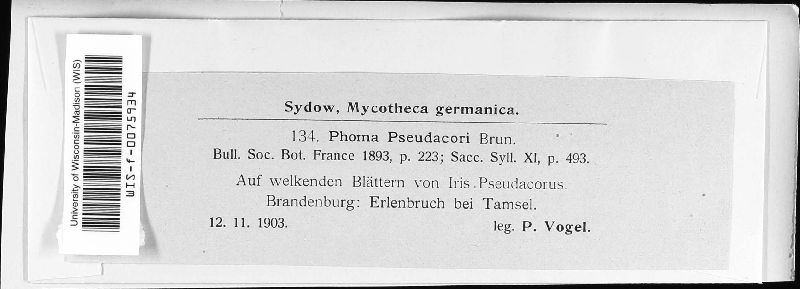 Sydow, Mycotheca germanica.
134. Phoma Pseudacori Brun.
Bull. Soc. Bot. France 1893, p. 223; Sacc. Syll. XI, p. 493.
Auf welkenden Blättern von Iris Pseudacorus.
Brandenburg: Erlenbruch bei Tamsel.
12. 11. 1903. leg. P. Vogel.
University of Wisconsin-Madison (WIS)
WIS-f-0075934